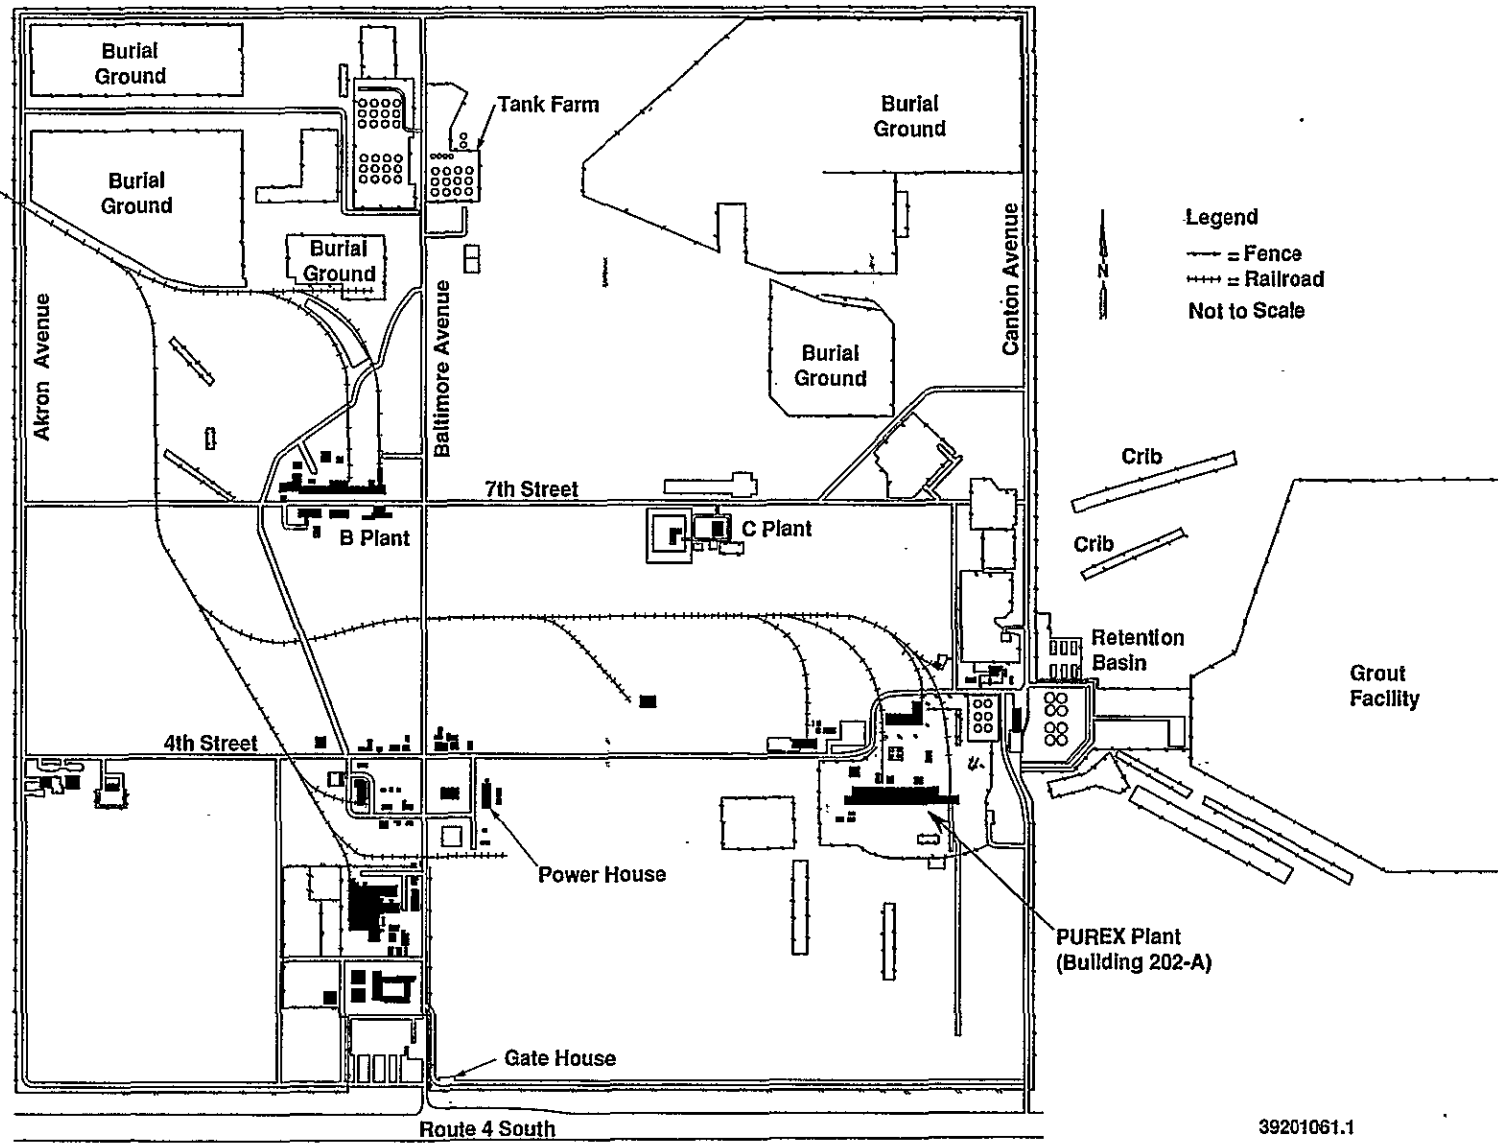 Burial
Ground
Tank Farm
Burial
Ground
Burial
Ground
Burial
Ground
Akron Avenue
Baltimore Avenue
Canton Avenue
N
Legend
= Fence
= Railroad
Not to Scale
Burial
Ground
7th Street
B Plant
C Plant
Crib
Crib
Retention
Basin
Grout
Facility
4th Street
Power House
PUREX Plant
(Building 202-A)
Gate House
Route 4 South
39201061.1